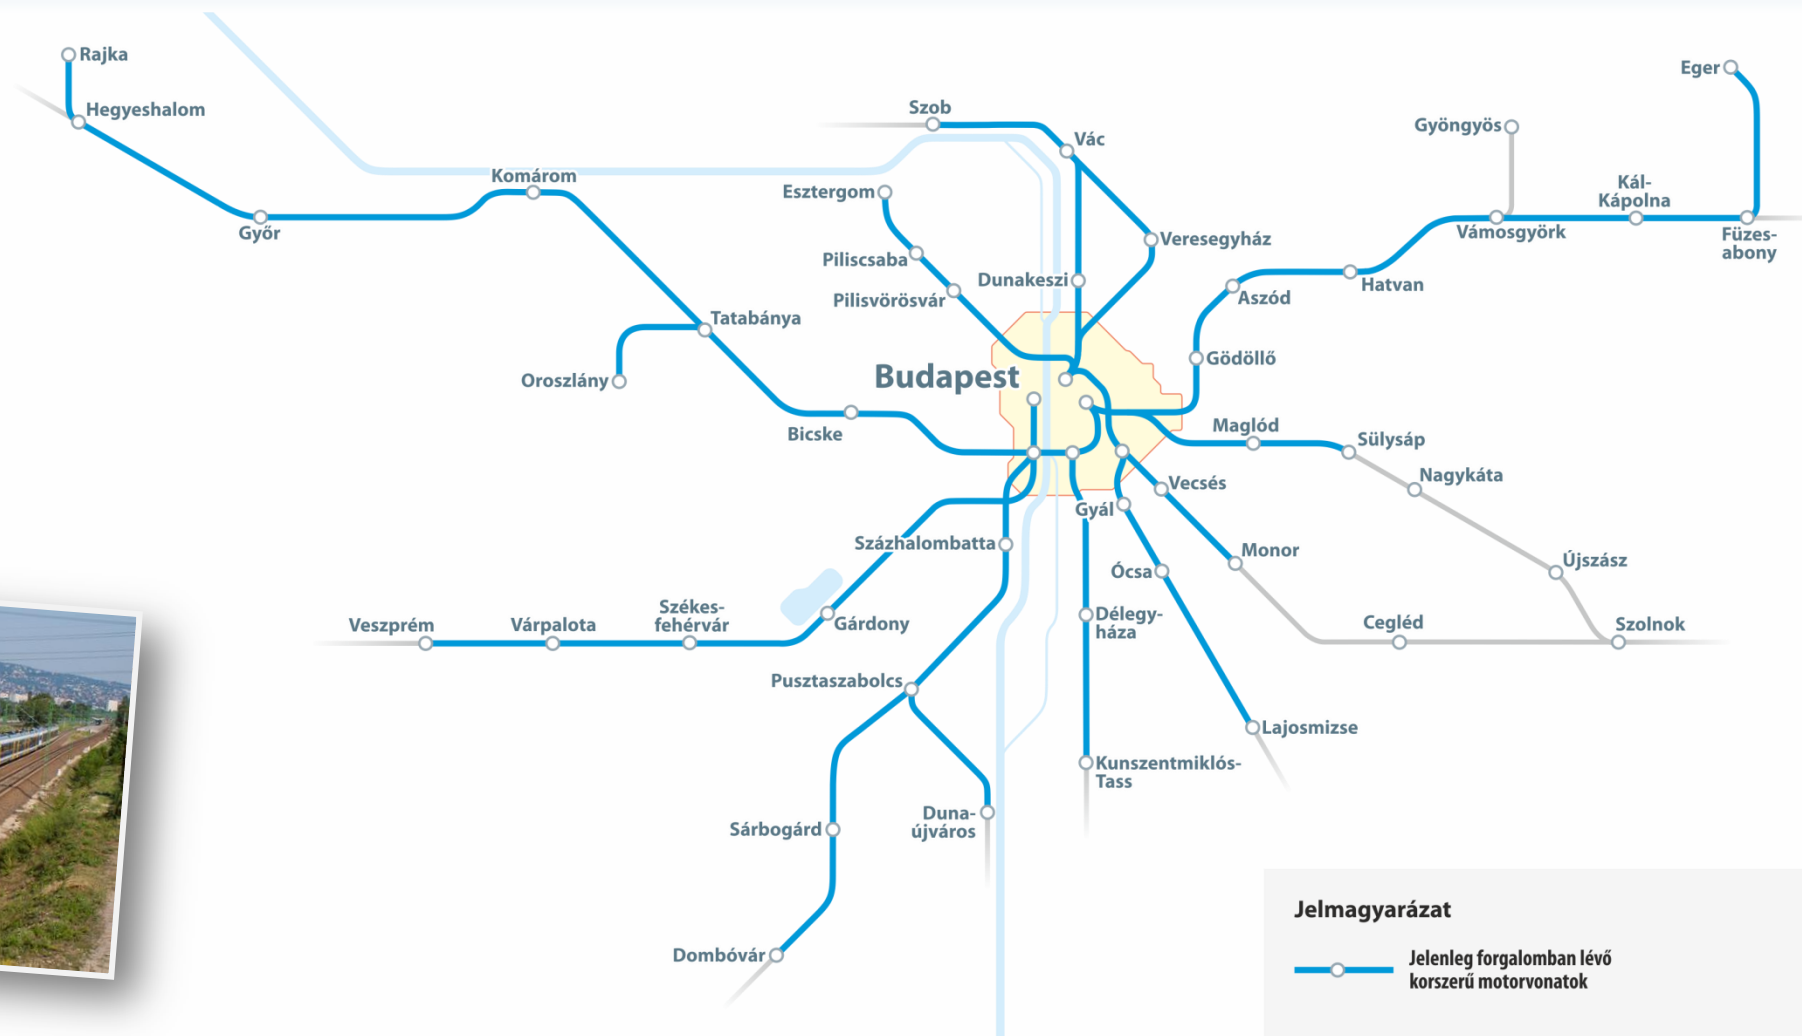 Rajka
Hegyeshalom
Győr
Komárom
Tatabánya
Oroszlány
Bicske
Szob
Vác
Esztergom
Piliscsaba
Pilisvörösvár
Dunakeszi
Veresegyház
Budapest
Eger
Gyöngyös
Kál-
Kápolna
Vámosgyörk
Füzes-
abony
Hatvan
Aszód
Gödöllő
Maglód
Sülysáp
Nagykáta
Újszász
Szolnok
Cegléd
Vecsés
Monor
Gyál
Ócsa
Lajosmizse
Délegy-
háza
Kunszentmiklós-
Tass
Százhalombatta
Gárdony
Székes-
fehérvár
Várpalota
Veszprém
Pusztaszabolcs
Duna-
újváros
Sárbogárd
Dombóvár
Jelmagyarázat
Jelenleg forgalomban lévő
korszerű motorvonatok